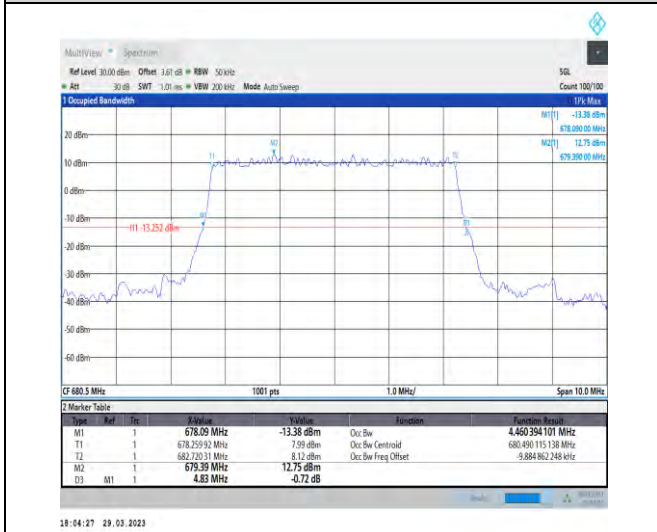 MultiView Spectrum
Ref Level 30.00 dBm Offset 3.61 dB RBW 50 kHz SGL
Att 30 dB SWT 1.01 ms VBW 200 kHz Mode Auto Sweep Count 100/100
1 Occupied Bandwidth 1Pk Max
M1[1] -13.38 dBm
678.090 00 MHz
M2[1] 12.75 dBm
679.390 00 MHz
20 dBm
M2
T1 T2
10 dBm
0 dBm
-10 dBm
M1
H1 -13.252 dBm
D3
-20 dBm
-30 dBm
-40 dBm
-50 dBm
-60 dBm
CF 680.5 MHz 1001 pts 1.0 MHz/ Span 10.0 MHz
2 Marker Table
Type Ref Trc X-Value Y-Value Function Function Result
M1 1 678.09 MHz -13.38 dBm Occ Bw 4.460 394 101 MHz
T1 1 678.259 92 MHz 7.99 dBm Occ Bw Centroid 680.490 115 138 MHz
T2 1 682.720 31 MHz 8.12 dBm Occ Bw Freq Offset -9.884 862 248 kHz
M2 1 679.39 MHz 12.75 dBm
D3 M1 1 4.83 MHz -0.72 dB
18:04:27 29.03.2023